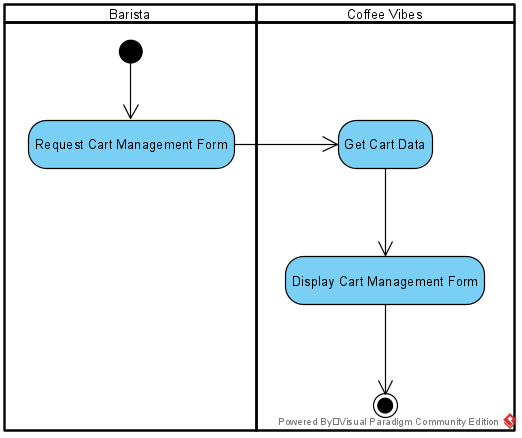 Barista
Coffee Vibes
Request Cart Management Form
Get Cart Data
Display Cart Management Form
Powered By Visual Paradigm Community Edition